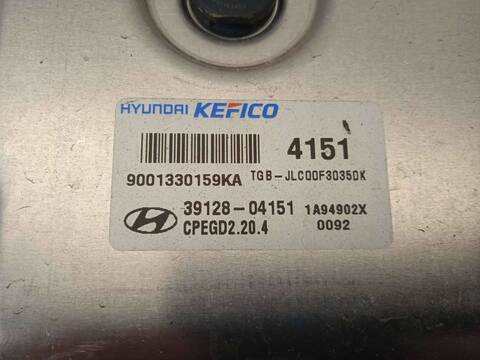 HYUNDAI KEFICO
4151
9001330159KA TGB-JLC00F3035DK
39128-04151 1A94902X
CPEGD2.20.4 0092